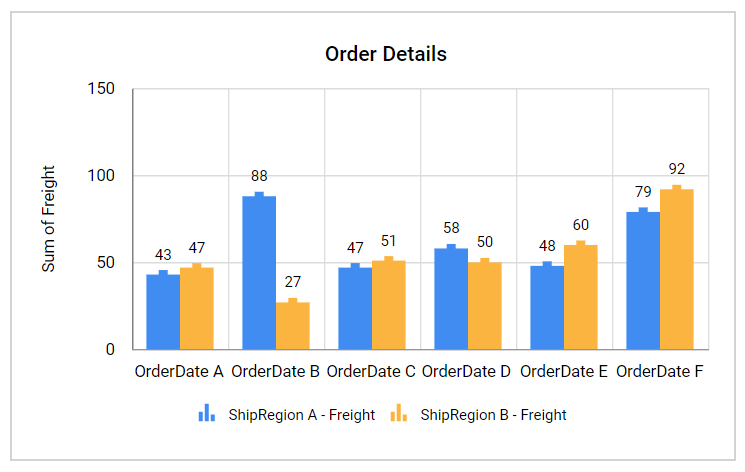 Order Details
150
100
50
0
Sum of Freight
43 47
88 27
47 51
58 50
48 60
79 92
OrderDate A OrderDate B OrderDate C OrderDate D OrderDate E OrderDate F
ShipRegion A - Freight ShipRegion B - Freight